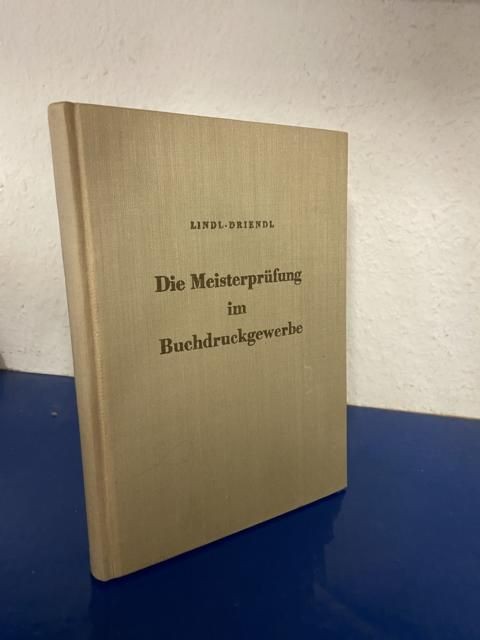 LINDL-DRIENDL
Die Meisterprüfung
im
Buchdruckgewerbe